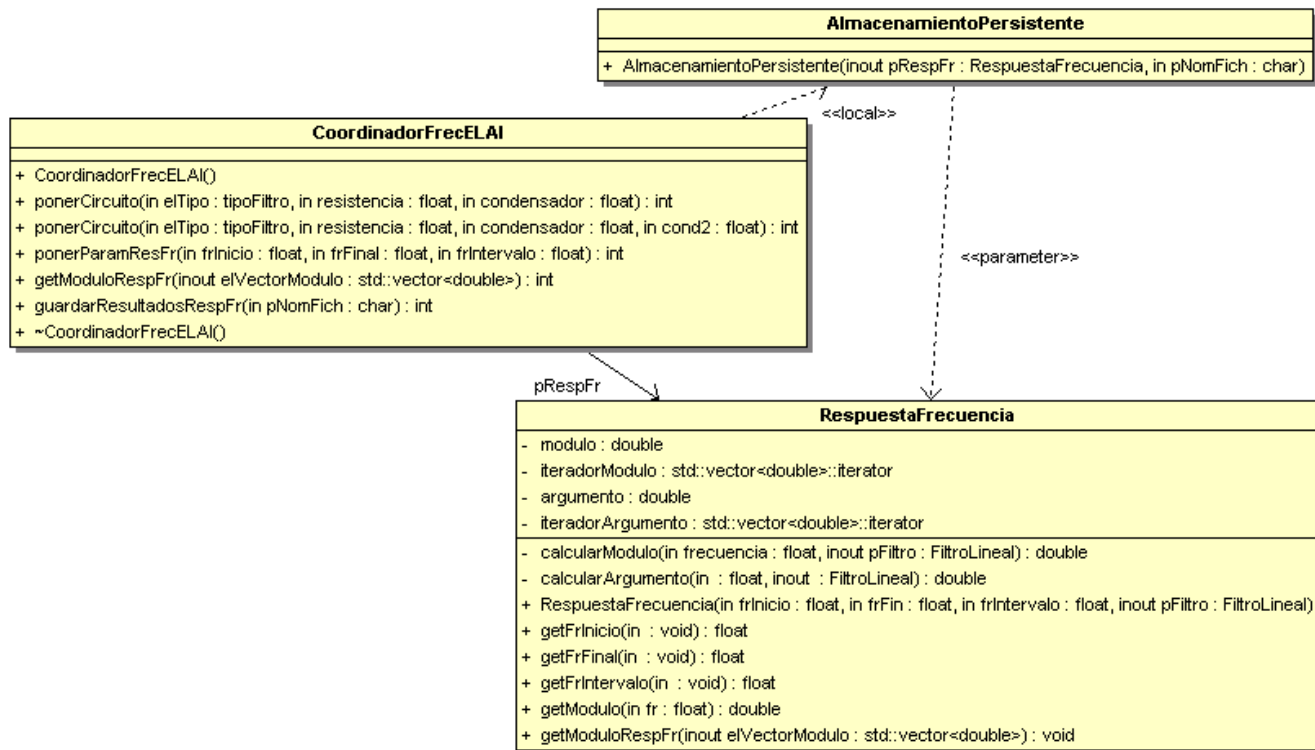 AlmacenamientoPersistente
+ AlmacenamientoPersistente(inout pRespFr : RespuestaFrecuencia, in pNomFich : char)
<<local>>
CoordinadorFrecELAI
+ CoordinadorFrecELAI()
+ ponerCircuito(in elTipo : tipoFiltro, in resistencia : float, in condensador : float) : int
+ ponerCircuito(in elTipo : tipoFiltro, in resistencia : float, in condensador : float, in cond2 : float) : int
+ ponerParamResFr(in frInicio : float, in frFinal : float, in frIntervalo : float) : int
+ getModuloRespFr(inout elVectorModulo : std::vector<double>) : int
+ guardarResultadosRespFr(in pNomFich : char) : int
+ ~CoordinadorFrecELAI()
<<parameter>>
pRespFr
RespuestaFrecuencia
- modulo : double
- iteradorModulo : std::vector<double>::iterator
- argumento : double
- iteradorArgumento : std::vector<double>::iterator
- calcularModulo(in frecuencia : float, inout pFiltro : FiltroLineal) : double
- calcularArgumento(in : float, inout : FiltroLineal) : double
+ RespuestaFrecuencia(in frInicio : float, in frFin : float, in frIntervalo : float, inout pFiltro : FiltroLineal)
+ getFrInicio(in : void) : float
+ getFrFinal(in : void) : float
+ getFrIntervalo(in : void) : float
+ getModulo(in fr : float) : double
+ getModuloRespFr(inout elVectorModulo : std::vector<double>) : void